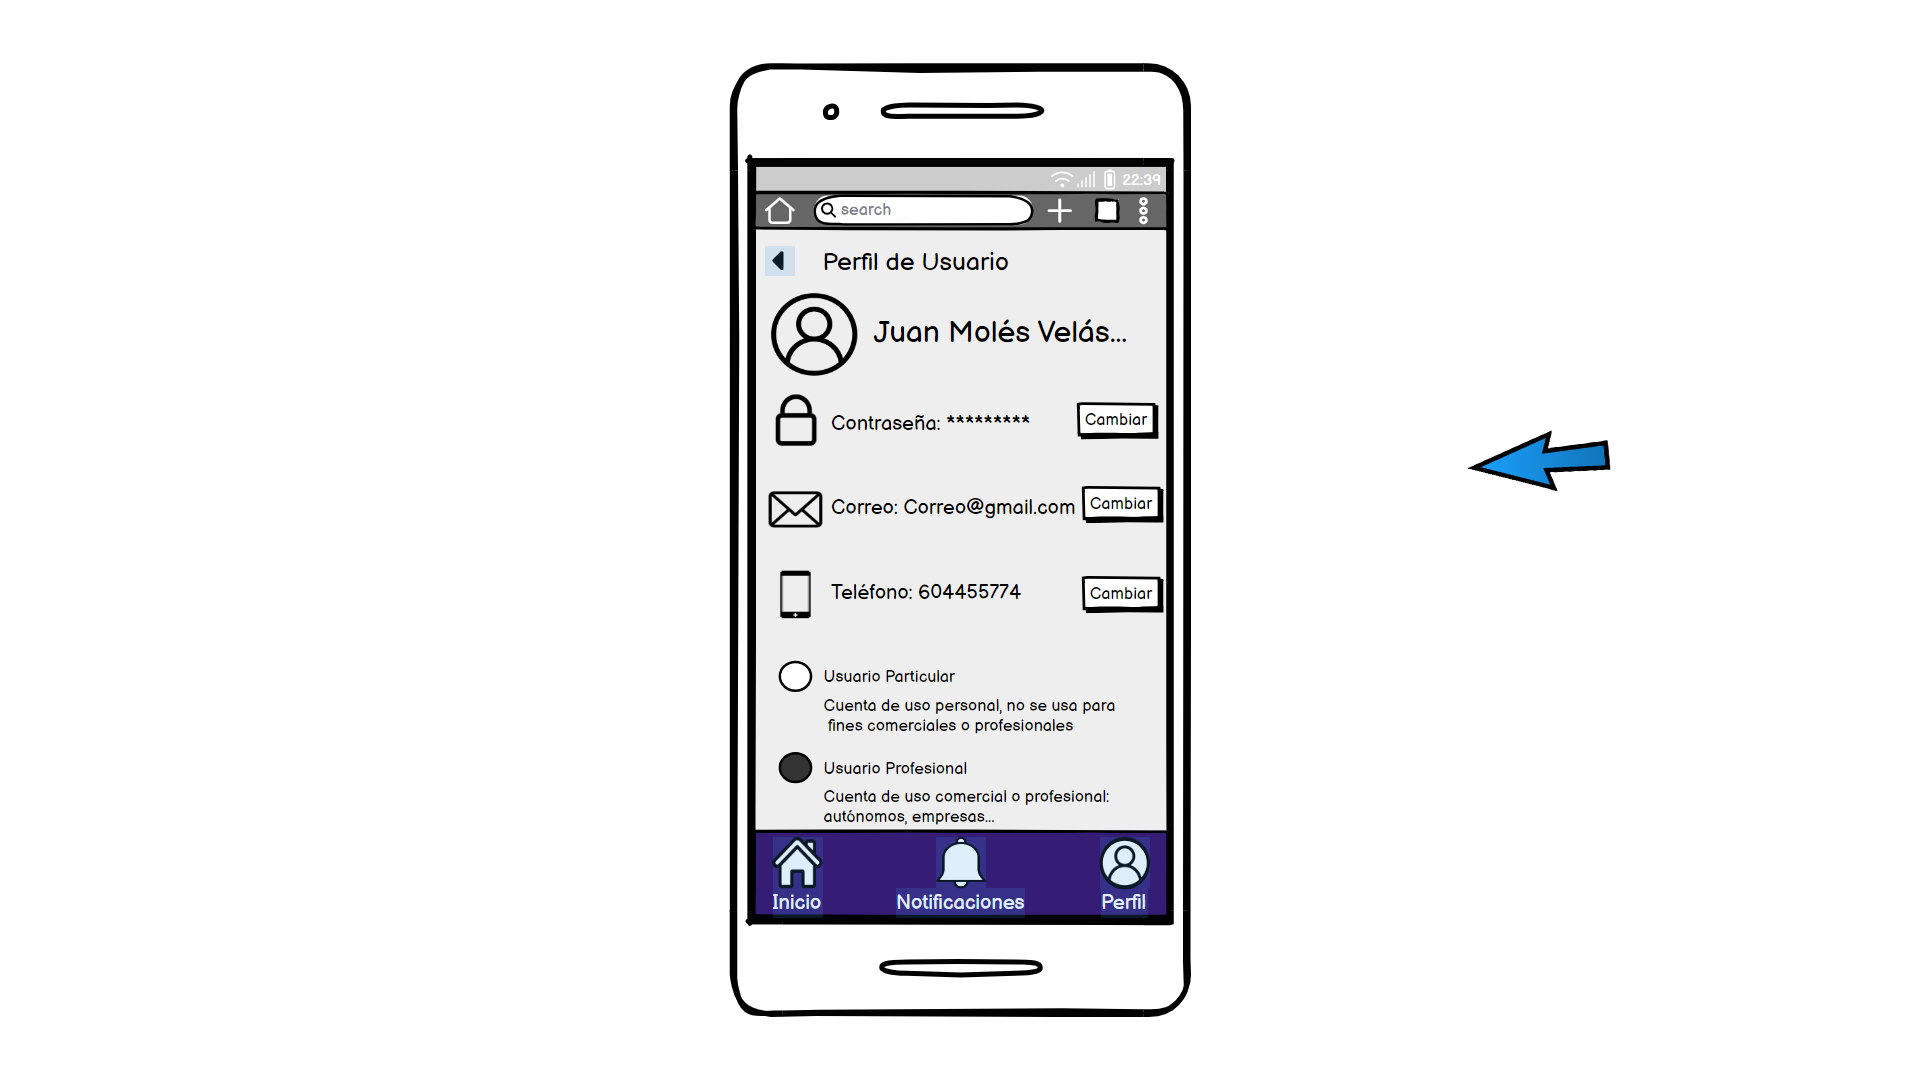 22:39
search
Perfil de Usuario
Juan Molés Velás...
Contraseña: *********
Cambiar
Correo: Correo@gmail.com
Cambiar
Teléfono: 604455774
Cambiar
Usuario Particular
Cuenta de uso personal, no se usa para
fines comerciales o profesionales
Usuario Profesional
Cuenta de uso comercial o profesional:
autónomos, empresas...
Inicio
Notificaciones
Perfil